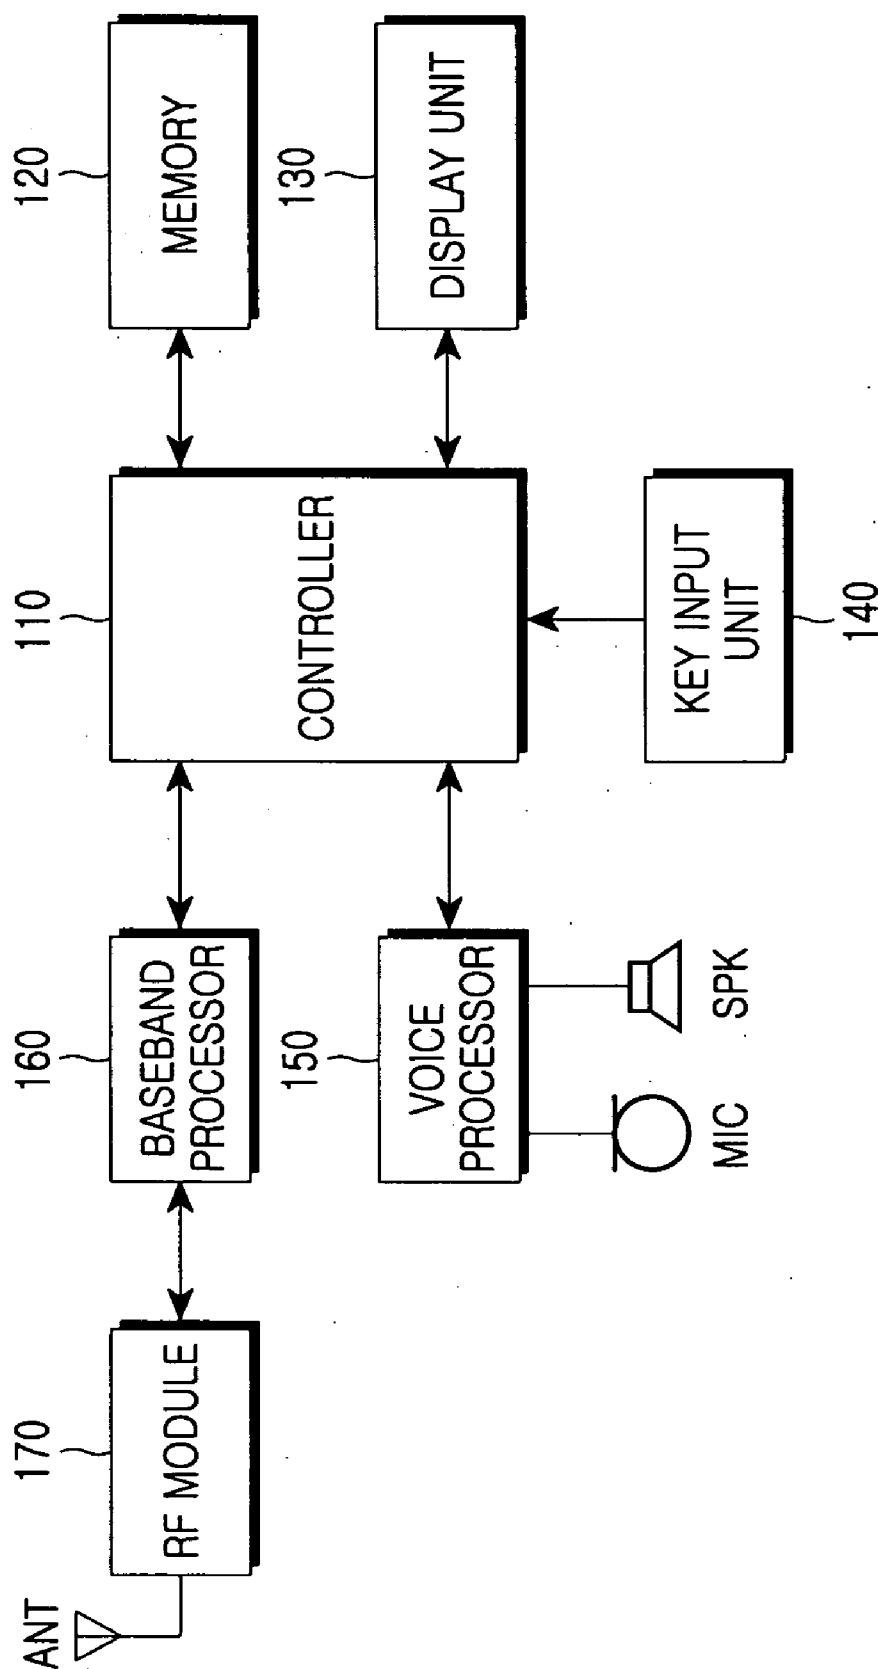 ANT
170
RF MODULE
160
BASEBAND
PROCESSOR
110
CONTROLLER
120
MEMORY
150
VOICE
PROCESSOR
130
DISPLAY UNIT
MIC
SPK
KEY INPUT
UNIT
140